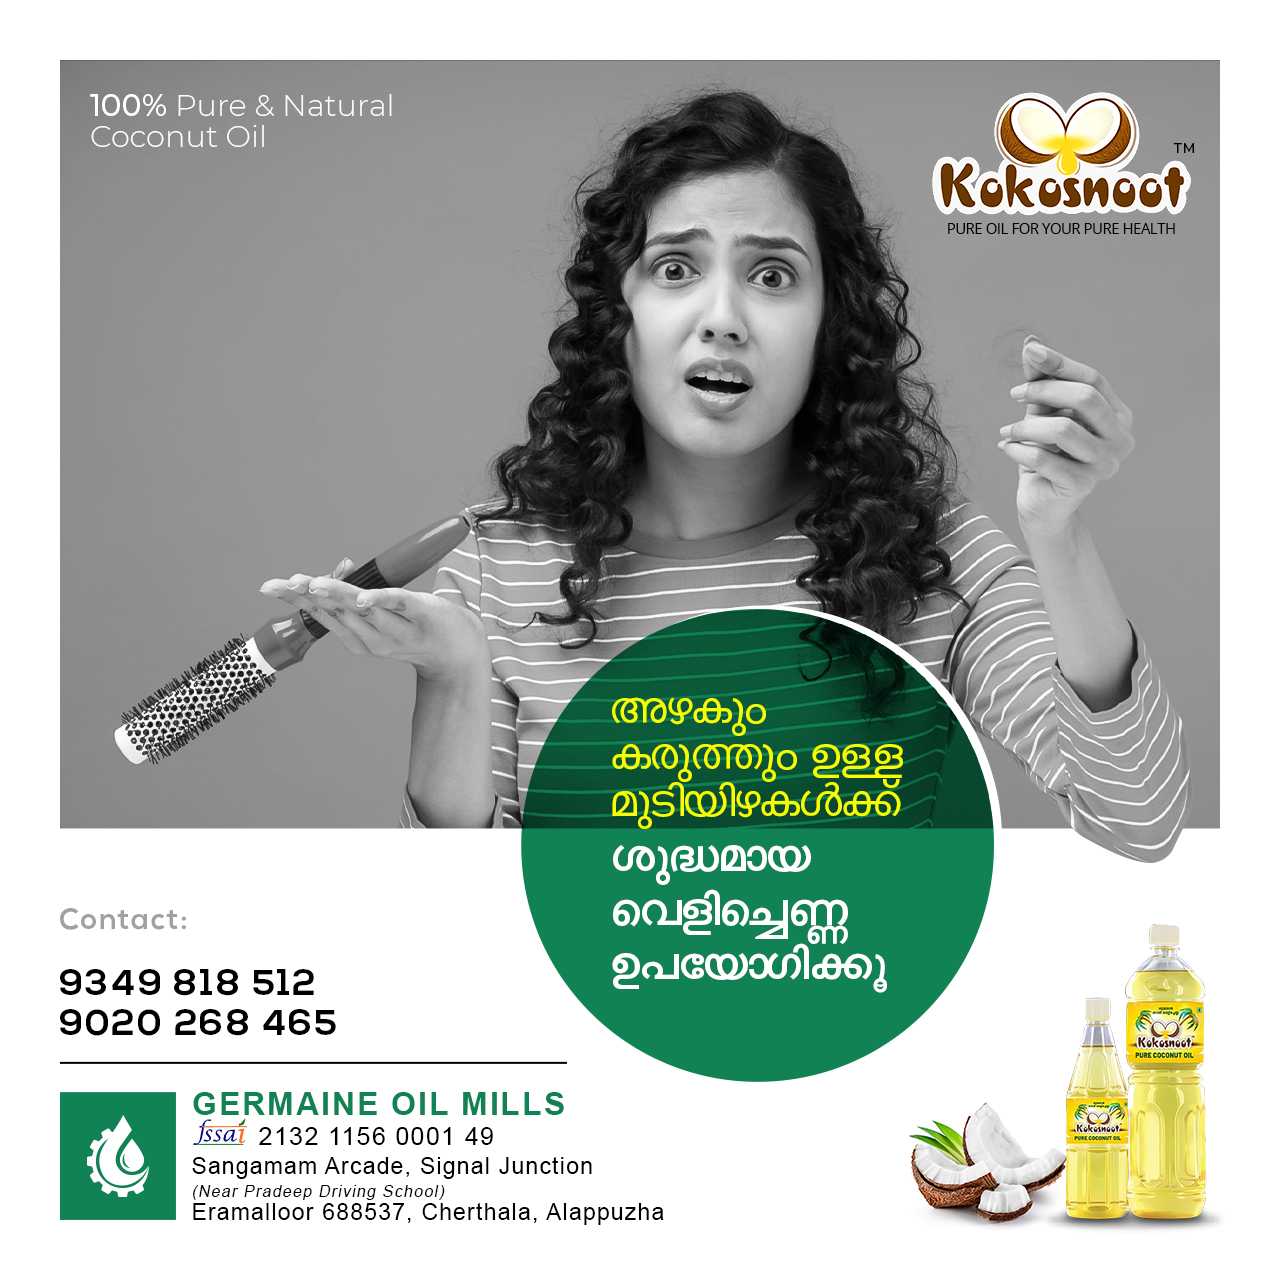 100% Pure & Natural
Coconut Oil
Kokosnoot TM
PURE OIL FOR YOUR PURE HEALTH
അഴകും
കരുത്തും ഉള്ള
മുടിയിഴകൾക്ക്
ശുദ്ധമായ
വെളിച്ചെണ്ണ
ഉപയോഗിക്കൂ
Contact:
9349 818 512
9020 268 465
GERMAINE OIL MILLS
fssai 2132 1156 0001 49
Sangamam Arcade, Signal Junction
(Near Pradeep Driving School)
Eramalloor 688537, Cherthala, Alappuzha
Kokosnoot
PURE COCONUT OIL
Kokosnoot
PURE COCONUT OIL